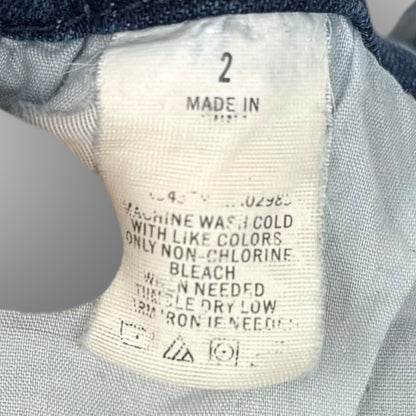 2
MADE IN
MACHINE WASH COLD
WITH LIKE COLORS
ONLY NON-CHLORINE
BLEACH
WHEN NEEDED
TUMBLE DRY LOW
WARM IRON IF NEEDED